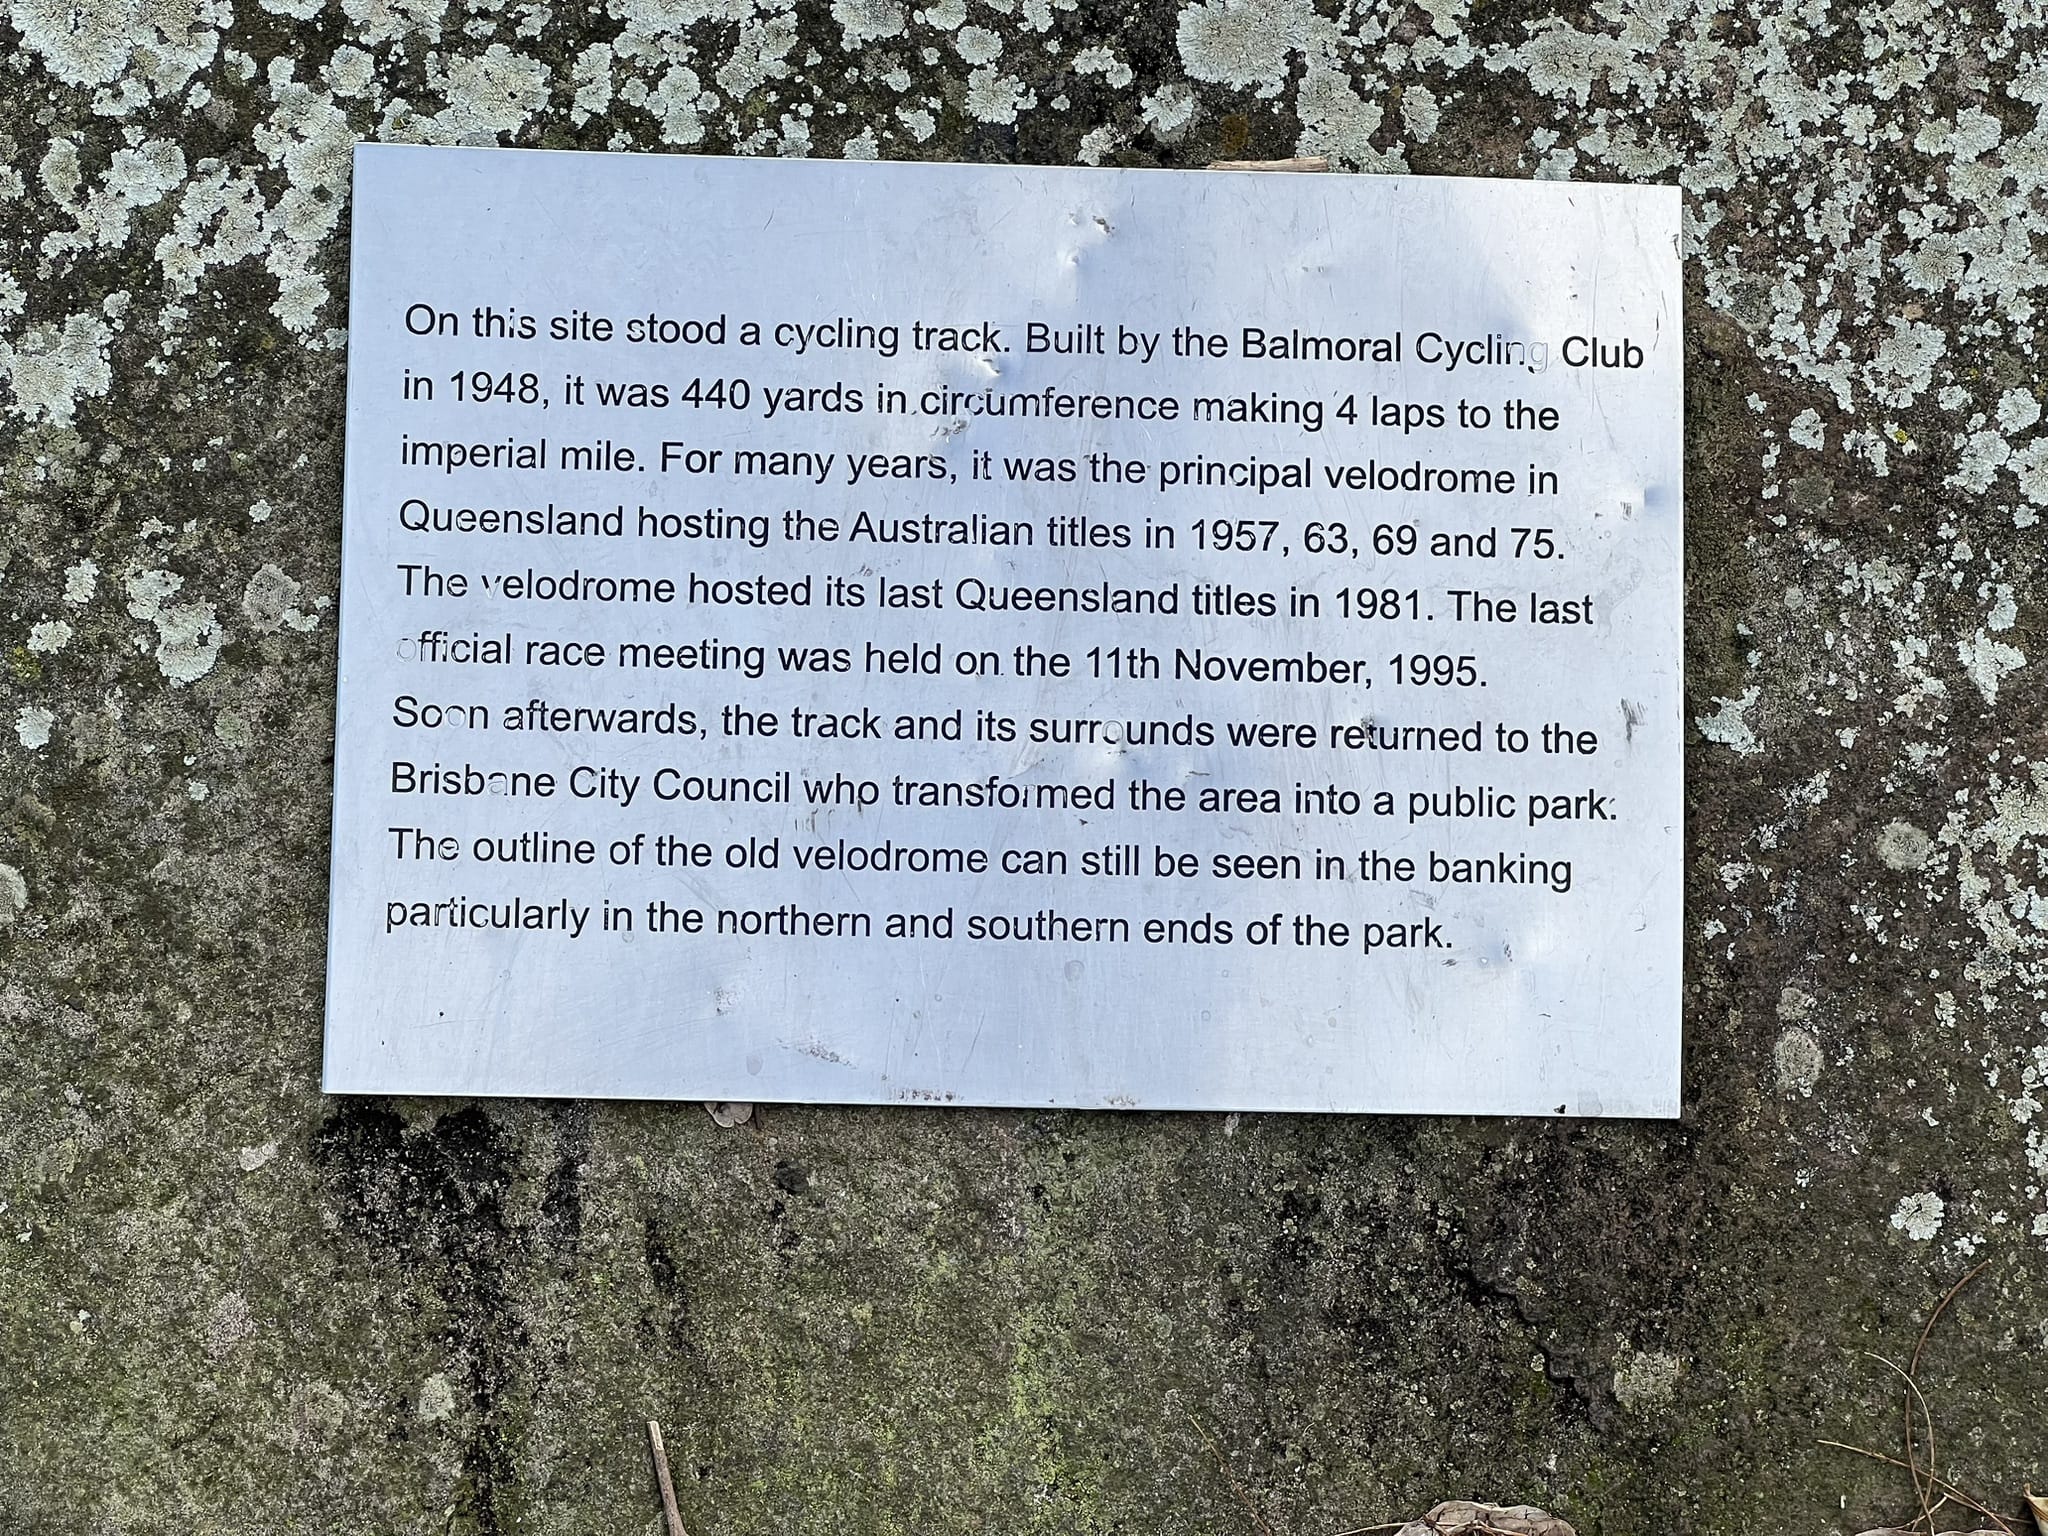 On this site stood a cycling track. Built by the Balmoral Cycling Club
in 1948, it was 440 yards in circumference making 4 laps to the
imperial mile. For many years, it was the principal velodrome in
Queensland hosting the Australian titles in 1957, 63, 69 and 75.
The velodrome hosted its last Queensland titles in 1981. The last
official race meeting was held on the 11th November, 1995.
Soon afterwards, the track and its surrounds were returned to the
Brisbane City Council who transformed the area into a public park.
The outline of the old velodrome can still be seen in the banking
particularly in the northern and southern ends of the park.